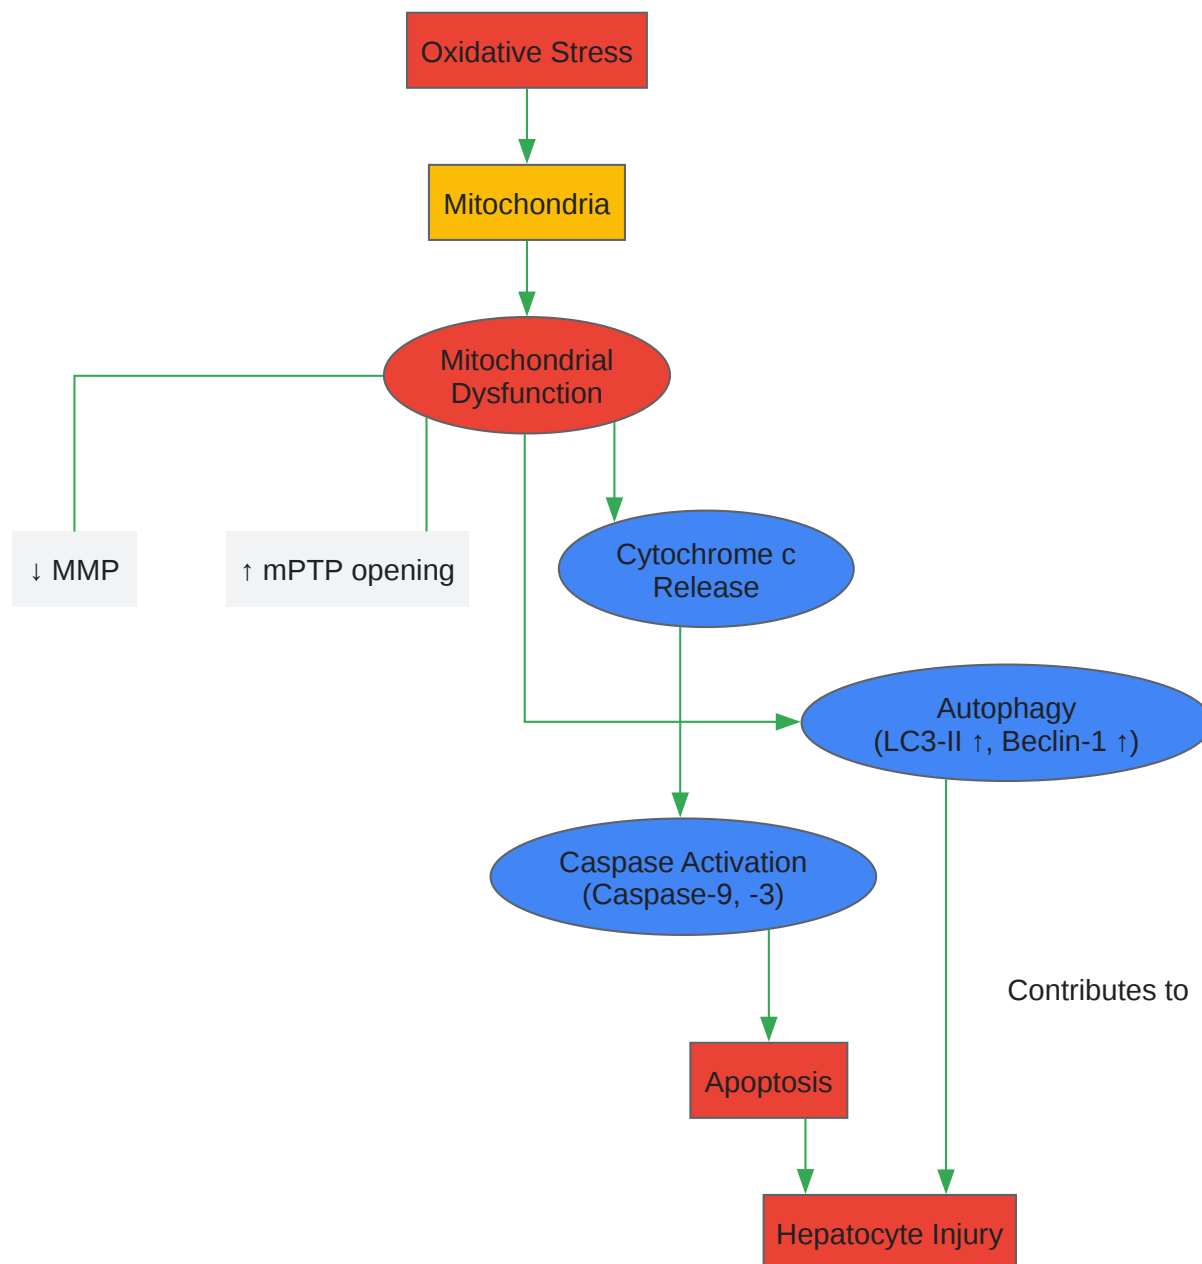 Oxidative Stress
Mitochondria
Mitochondrial
Dysfunction
↓ MMP
↑ mPTP opening
Cytochrome c
Release
Autophagy
(LC3-II ↑, Beclin-1 ↑)
Caspase Activation
(Caspase-9, -3)
Contributes to
Apoptosis
Hepatocyte Injury